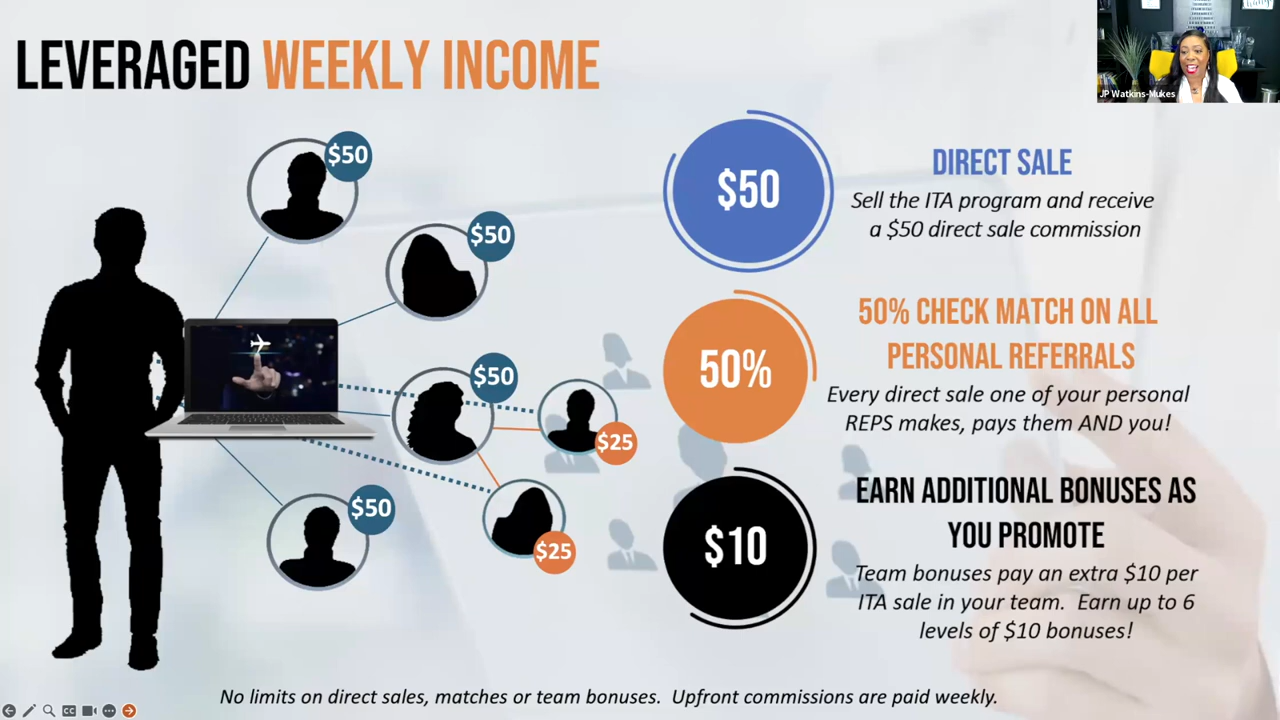 LEVERAGED WEEKLY INCOME
JP Watkins-Mukes
$50
$50
$50
$25
$25
$50
$50
DIRECT SALE
Sell the ITA program and receive
a $50 direct sale commission
50%
50% CHECK MATCH ON ALL
PERSONAL REFERRALS
Every direct sale one of your personal
REPS makes, pays them AND you!
$10
EARN ADDITIONAL BONUSES AS
YOU PROMOTE
Team bonuses pay an extra $10 per
ITA sale in your team.  Earn up to 6
levels of $10 bonuses!
No limits on direct sales, matches or team bonuses.  Upfront commissions are paid weekly.
CC